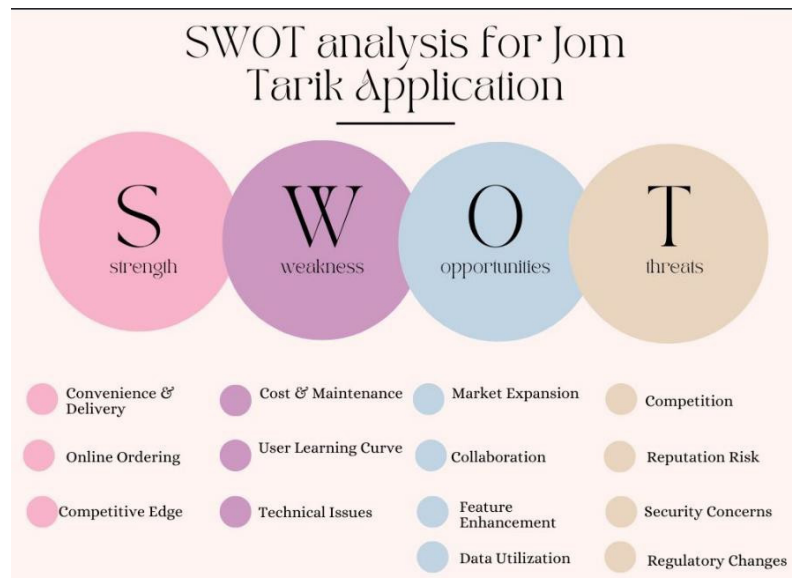 SWOT analysis for Jom
Tarik Application
S
strength
W
weakness
O
opportunities
T
threats
Convenience &
Delivery
Online Ordering
Competitive Edge
Cost & Maintenance
User Learning Curve
Technical Issues
Market Expansion
Collaboration
Feature
Enhancement
Data Utilization
Competition
Reputation Risk
Security Concerns
Regulatory Changes